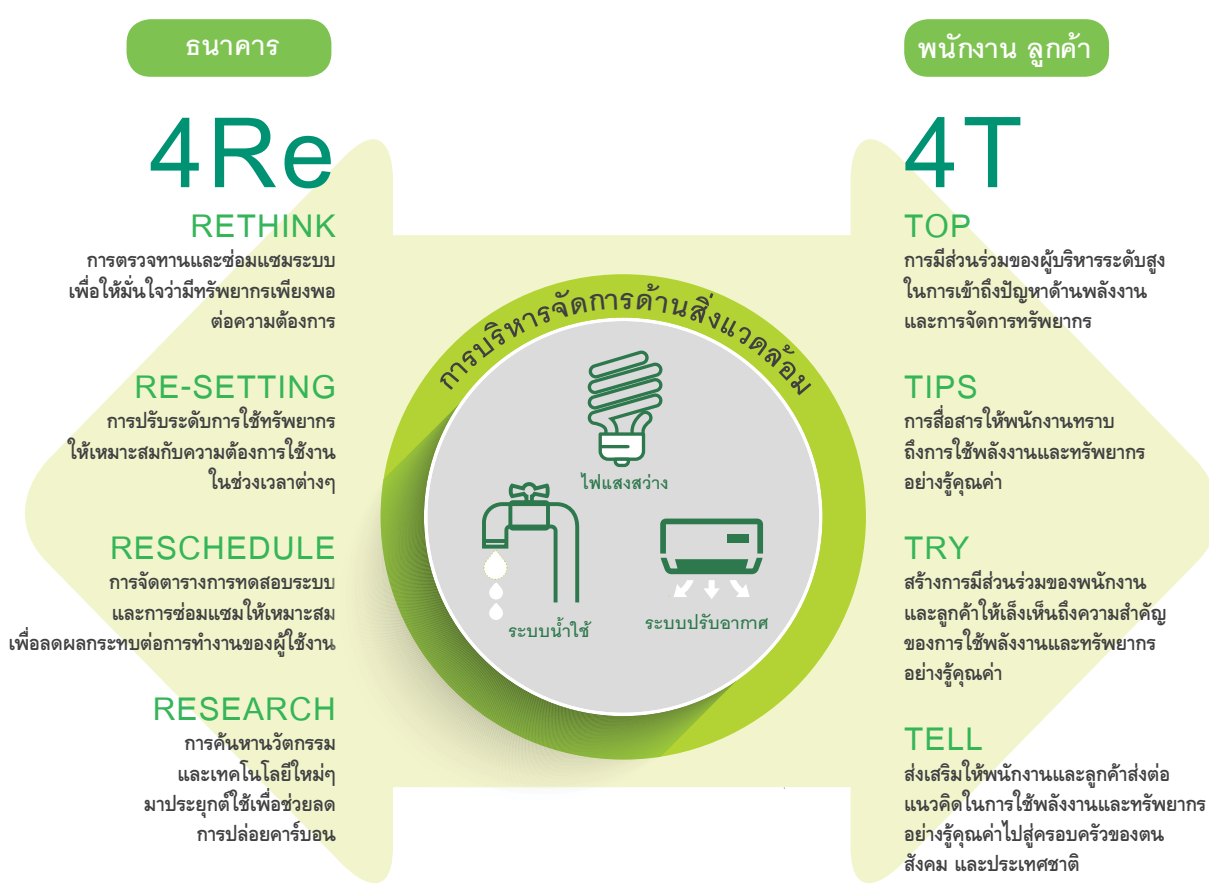 ธนาคาร
4Re
RETHINK
การตรวจทานและซ่อมแซมระบบ
เพื่อให้มั่นใจว่ามีทรัพยากรเพียงพอ
ต่อความต้องการ
RE-SETTING
การปรับระดับการใช้ทรัพยากร
ให้เหมาะสมกับความต้องการใช้งาน
ในช่วงเวลาต่างๆ
RESCHEDULE
การจัดตารางการทดสอบระบบ
และการซ่อมแซมให้เหมาะสม
เพื่อลดผลกระทบต่อการทำงานของผู้ใช้งาน
RESEARCH
การค้นหานวัตกรรม
และเทคโนโลยีใหม่ๆ
มาประยุกต์ใช้เพื่อช่วยลด
การปล่อยคาร์บอน
การบริหารจัดการด้านสิ่งแวดล้อม
ไฟแสงสว่าง
ระบบน้ำใช้
ระบบปรับอากาศ
พนักงาน ลูกค้า
4T
TOP
การมีส่วนร่วมของผู้บริหารระดับสูง
ในการเข้าถึงปัญหาด้านพลังงาน
และการจัดการทรัพยากร
TIPS
การสื่อสารให้พนักงานทราบ
ถึงการใช้พลังงานและทรัพยากร
อย่างรู้คุณค่า
TRY
สร้างการมีส่วนร่วมของพนักงาน
และลูกค้าให้เล็งเห็นถึงความสำคัญ
ของการใช้พลังงานและทรัพยากร
อย่างรู้คุณค่า
TELL
ส่งเสริมให้พนักงานและลูกค้าส่งต่อ
แนวคิดในการใช้พลังงานและทรัพยากร
อย่างรู้คุณค่าไปสู่ครอบครัวของตน
สังคม และประเทศชาติ